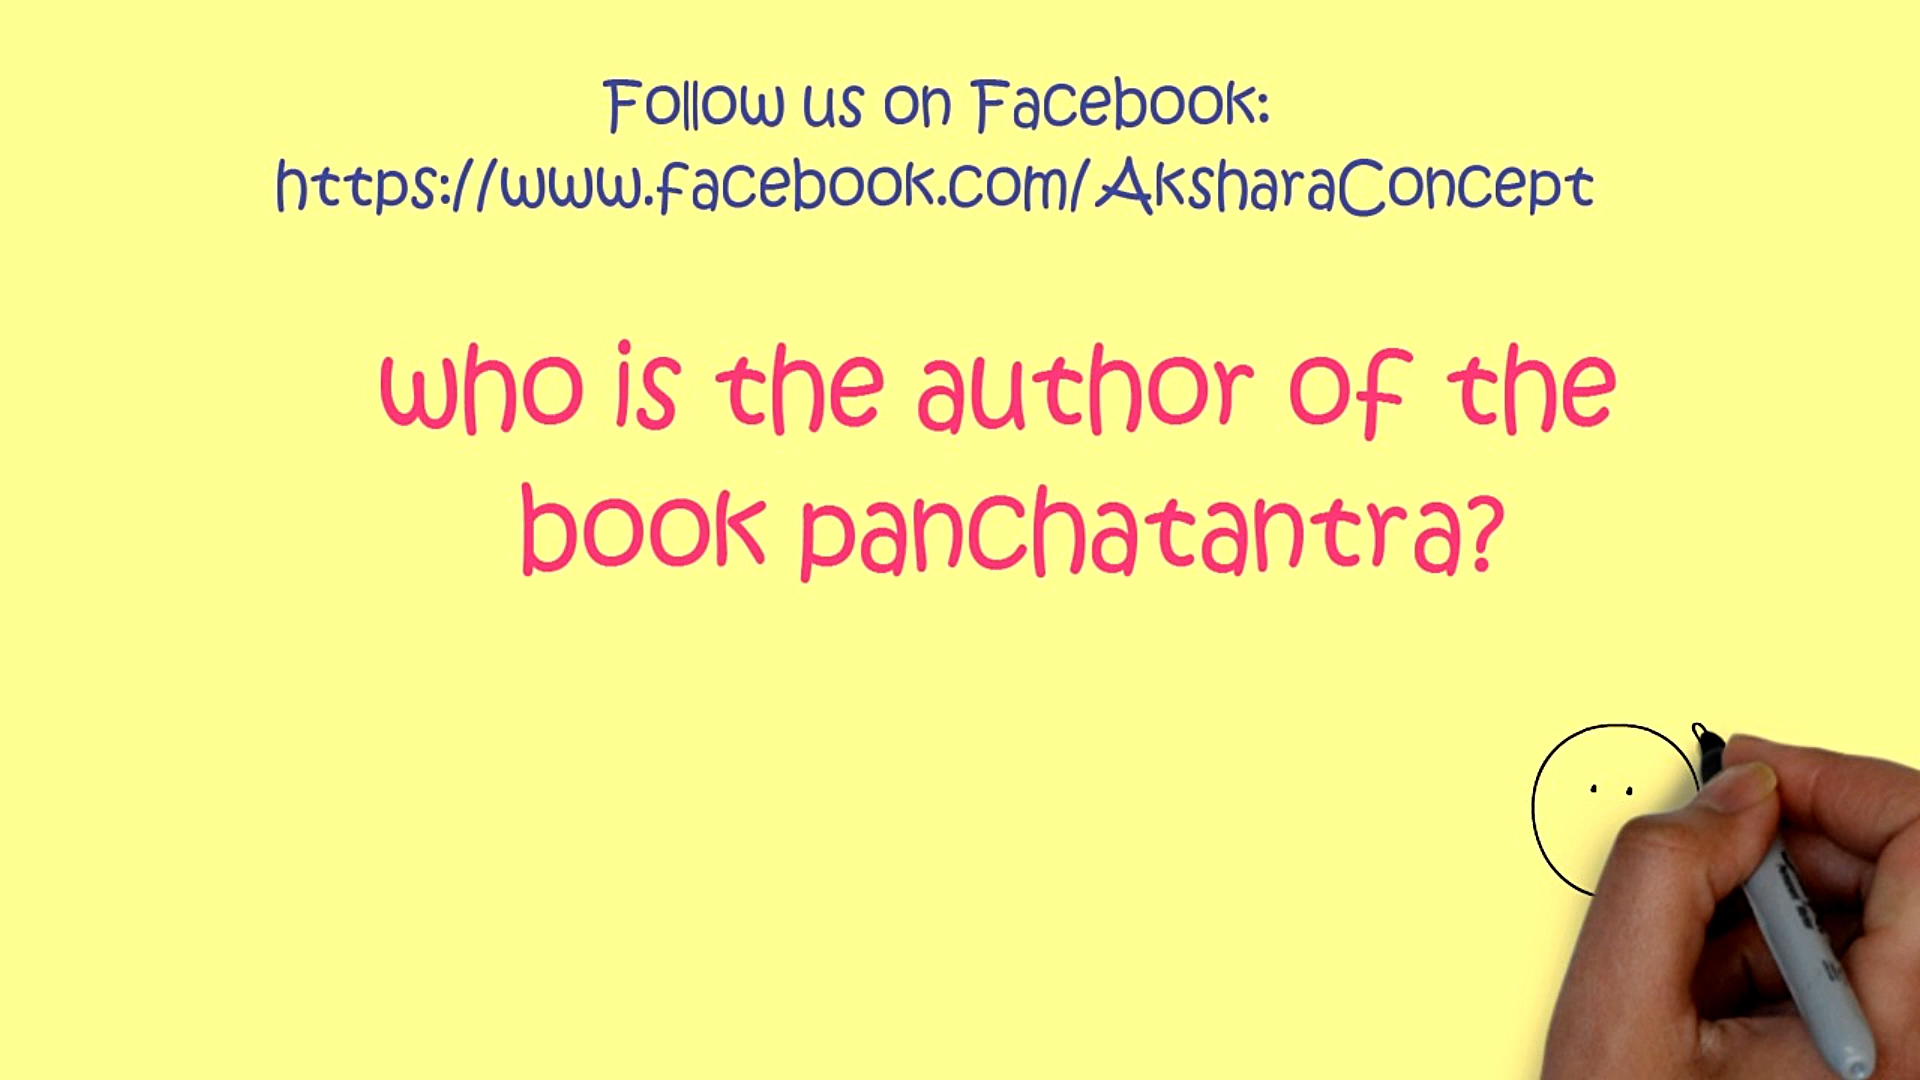 Follow us on Facebook:
https://www.facebook.com/AksharaConcept
who is the author of the
book panchatantra?